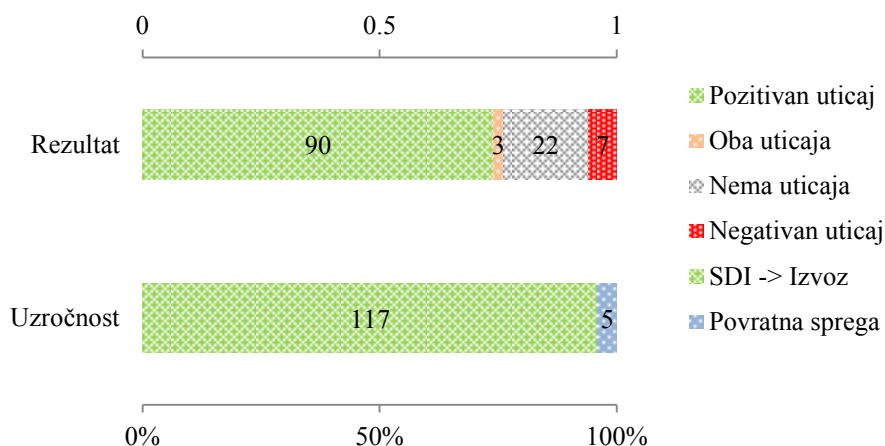 0 0.5 1
Rezultat 90 3 22 7
Uzročnost 117 5
0% 50% 100%
Pozitivan uticaj
Oba uticaja
Nema uticaja
Negativan uticaj
SDI -> Izvoz
Povratna sprega